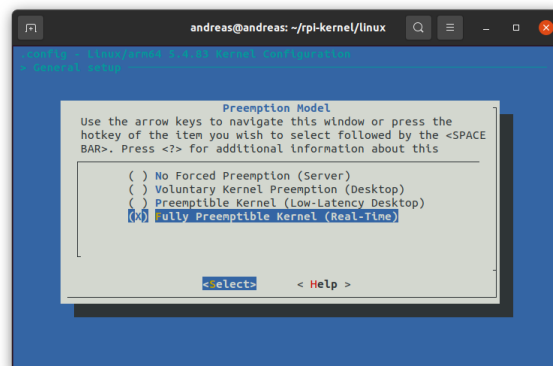 andreas@andreas: ~/rpi-kernel/linux
.config - Linux/arm64 5.4.83 Kernel Configuration
> General setup
Preemption Model
Use the arrow keys to navigate this window or press the
hotkey of the item you wish to select followed by the <SPACE
BAR>. Press <?> for additional information about this
( ) No Forced Preemption (Server)
( ) Voluntary Kernel Preemption (Desktop)
( ) Preemptible Kernel (Low-Latency Desktop)
(X) Fully Preemptible Kernel (Real-Time)
<Select> < Help >